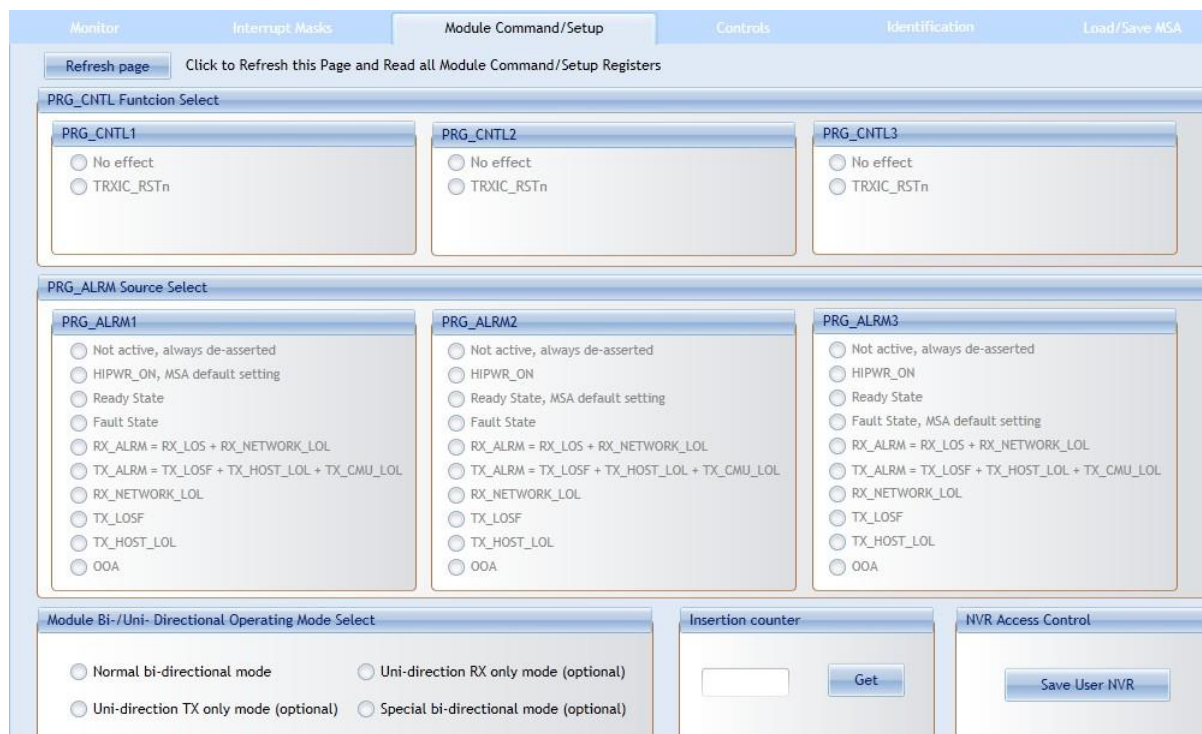 Monitor Interrupt Masks Module Command/Setup Controls Identification Load/Save MSA
Refresh page Click to Refresh this Page and Read all Module Command/Setup Registers
PRG_CNTL Funtcion Select
PRG_CNTL1 PRG_CNTL2 PRG_CNTL3
No effect No effect No effect
TRXIC_RSTn TRXIC_RSTn TRXIC_RSTn
PRG_ALRM Source Select
PRG_ALRM1
Not active, always de-asserted
HIPWR_ON, MSA default setting
Ready State
Fault State
RX_ALRM = RX_LOS + RX_NETWORK_LOL
TX_ALRM = TX_LOSF + TX_HOST_LOL + TX_CMU_LOL
RX_NETWORK_LOL
TX_LOSF
TX_HOST_LOL
OOA
PRG_ALRM2
Not active, always de-asserted
HIPWR_ON
Ready State, MSA default setting
Fault State
RX_ALRM = RX_LOS + RX_NETWORK_LOL
TX_ALRM = TX_LOSF + TX_HOST_LOL + TX_CMU_LOL
RX_NETWORK_LOL
TX_LOSF
TX_HOST_LOL
OOA
PRG_ALRM3
Not active, always de-asserted
HIPWR_ON
Ready State
Fault State, MSA default setting
RX_ALRM = RX_LOS + RX_NETWORK_LOL
TX_ALRM = TX_LOSF + TX_HOST_LOL + TX_CMU_LOL
RX_NETWORK_LOL
TX_LOSF
TX_HOST_LOL
OOA
Module Bi-/Uni- Directional Operating Mode Select
Normal bi-directional mode Uni-direction RX only mode (optional)
Uni-direction TX only mode (optional) Special bi-directional mode (optional)
Insertion counter
Get
NVR Access Control
Save User NVR